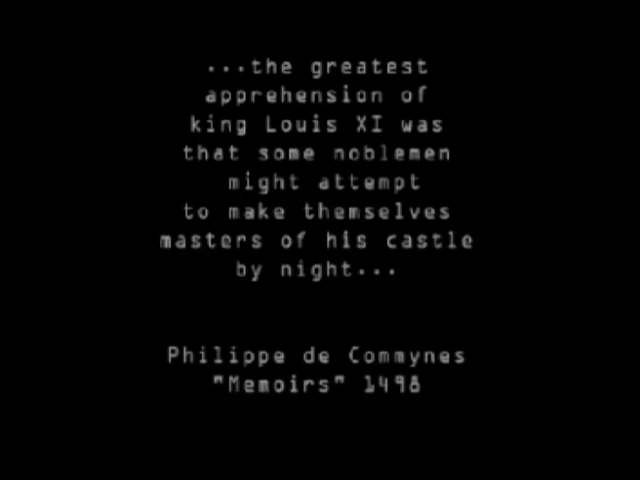 ...the greatest
apprehension of
king Louis XI was
that some noblemen
might attempt
to make themselves
masters of his castle
by night...
Philippe de Commynes
"Memoirs" 1498